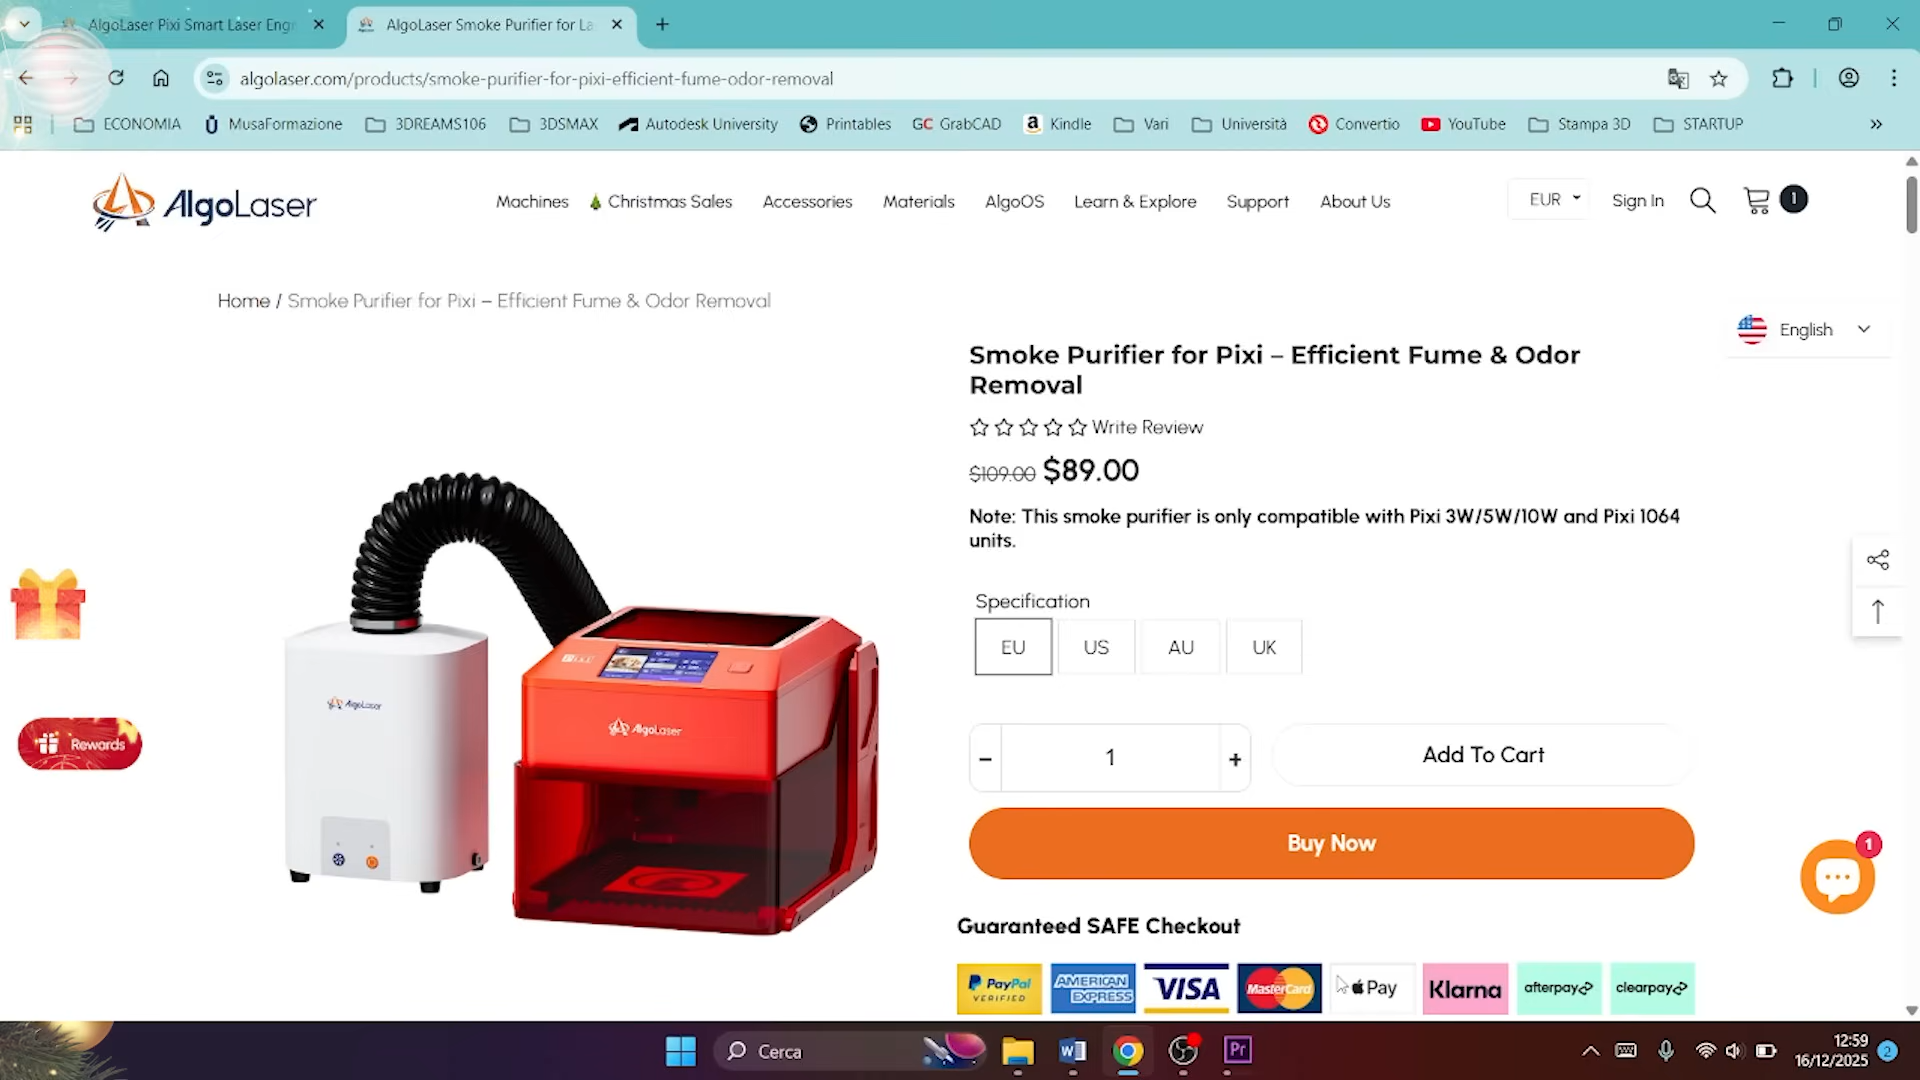 AlgoLaser Pixi Smart Laser Engr
AlgoLaser Smoke Purifier for La
algolaser.com/products/smoke-purifier-for-pixi-efficient-fume-odor-removal
ECONOMIA
MusaFormazione
3DREAMS106
3DSMAX
Autodesk University
Printables
GC GrabCAD
Kindle
Vari
Università
Convertio
YouTube
Stampa 3D
STARTUP
AlgoLaser
Machines
Christmas Sales
Accessories
Materials
AlgoOS
Learn & Explore
Support
About Us
EUR
Sign In
1
Home / Smoke Purifier for Pixi – Efficient Fume & Odor Removal
English
Smoke Purifier for Pixi – Efficient Fume & Odor
Removal
Write Review
$109.00 $89.00
Note: This smoke purifier is only compatible with Pixi 3W/5W/10W and Pixi 1064
units.
Specification
EU
US
AU
UK
AlgoLaser
AlgoLaser
Rewards
− 1 +
Add To Cart
Buy Now
1
Guaranteed SAFE Checkout
PayPal
VERIFIED
AMERICAN
EXPRESS
VISA
MasterCard
Pay
Klarna
afterpay
clearpay
Cerca
Pr
12:59
16/12/2025
2